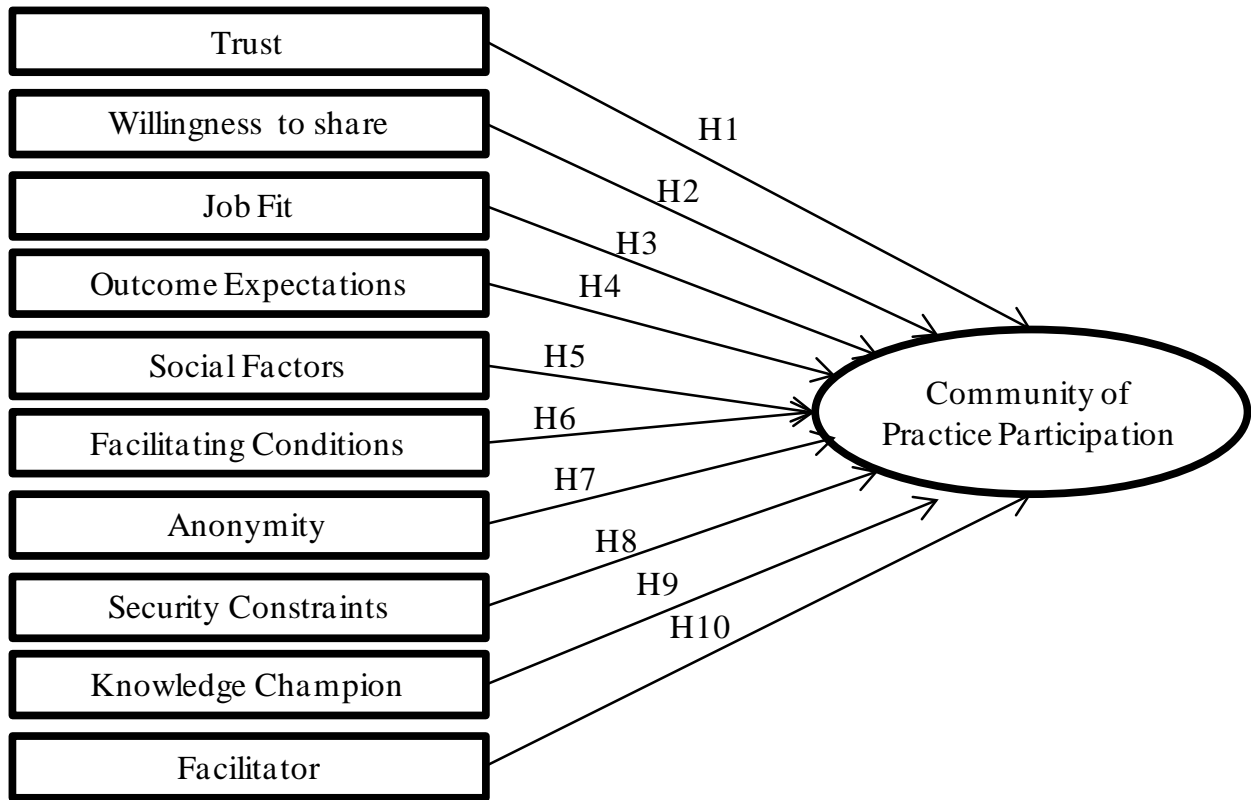 Trust
H1
Willingness to share
H2
Job Fit
H3
Outcome Expectations
H4
Social Factors
H5
Facilitating Conditions
H6
Community of
Practice Participation
Anonymity
H7
Security Constraints
H8
Knowledge Champion
H9
Facilitator
H10